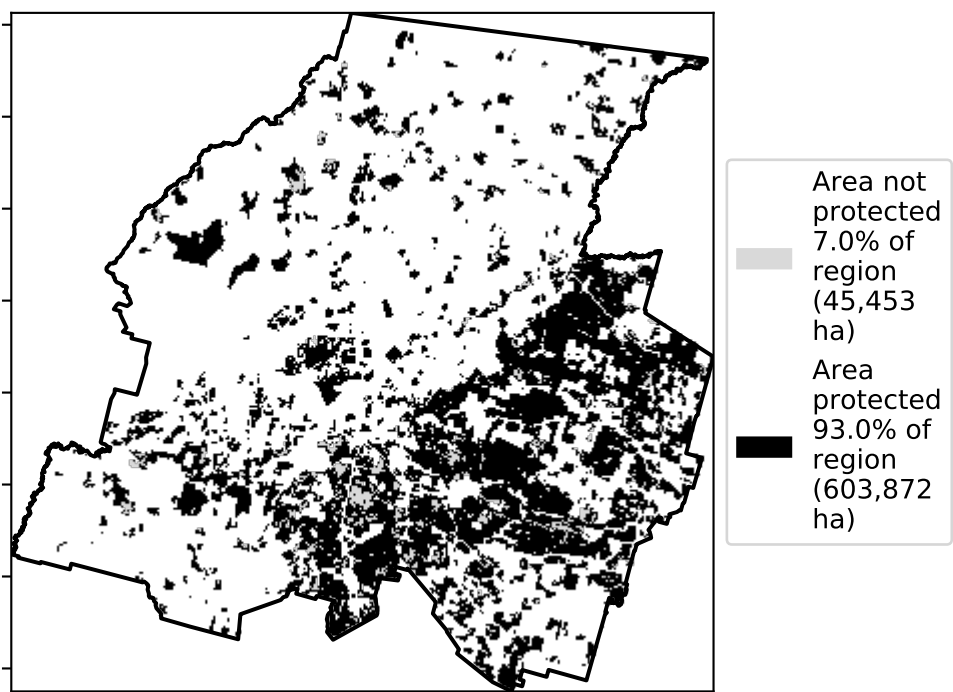 Area not
protected
7.0% of
region
(45,453
ha)
Area
protected
93.0% of
region
(603,872
ha)